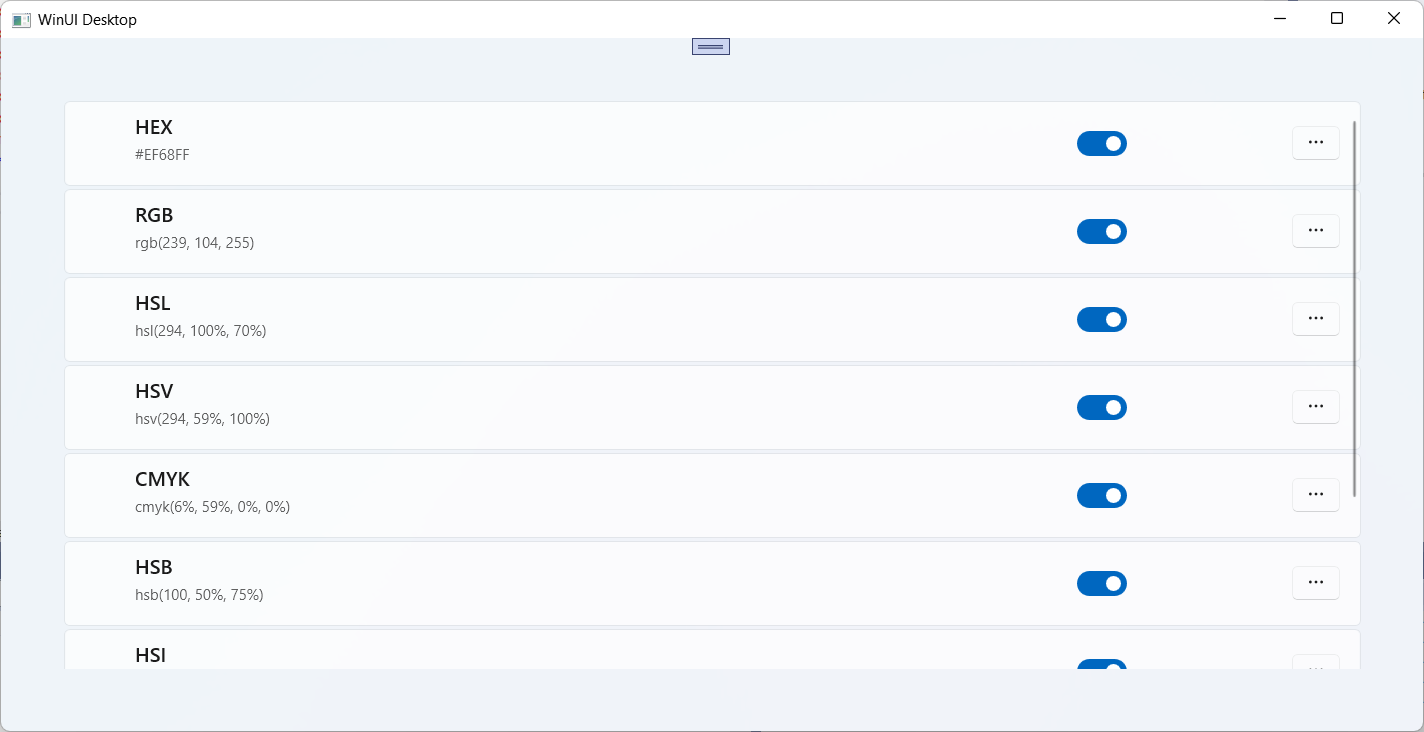 WinUI Desktop
HEX
#EF68FF
RGB
rgb(239, 104, 255)
HSL
hsl(294, 100%, 70%)
HSV
hsv(294, 59%, 100%)
CMYK
cmyk(6%, 59%, 0%, 0%)
HSB
hsb(100, 50%, 75%)
HSI